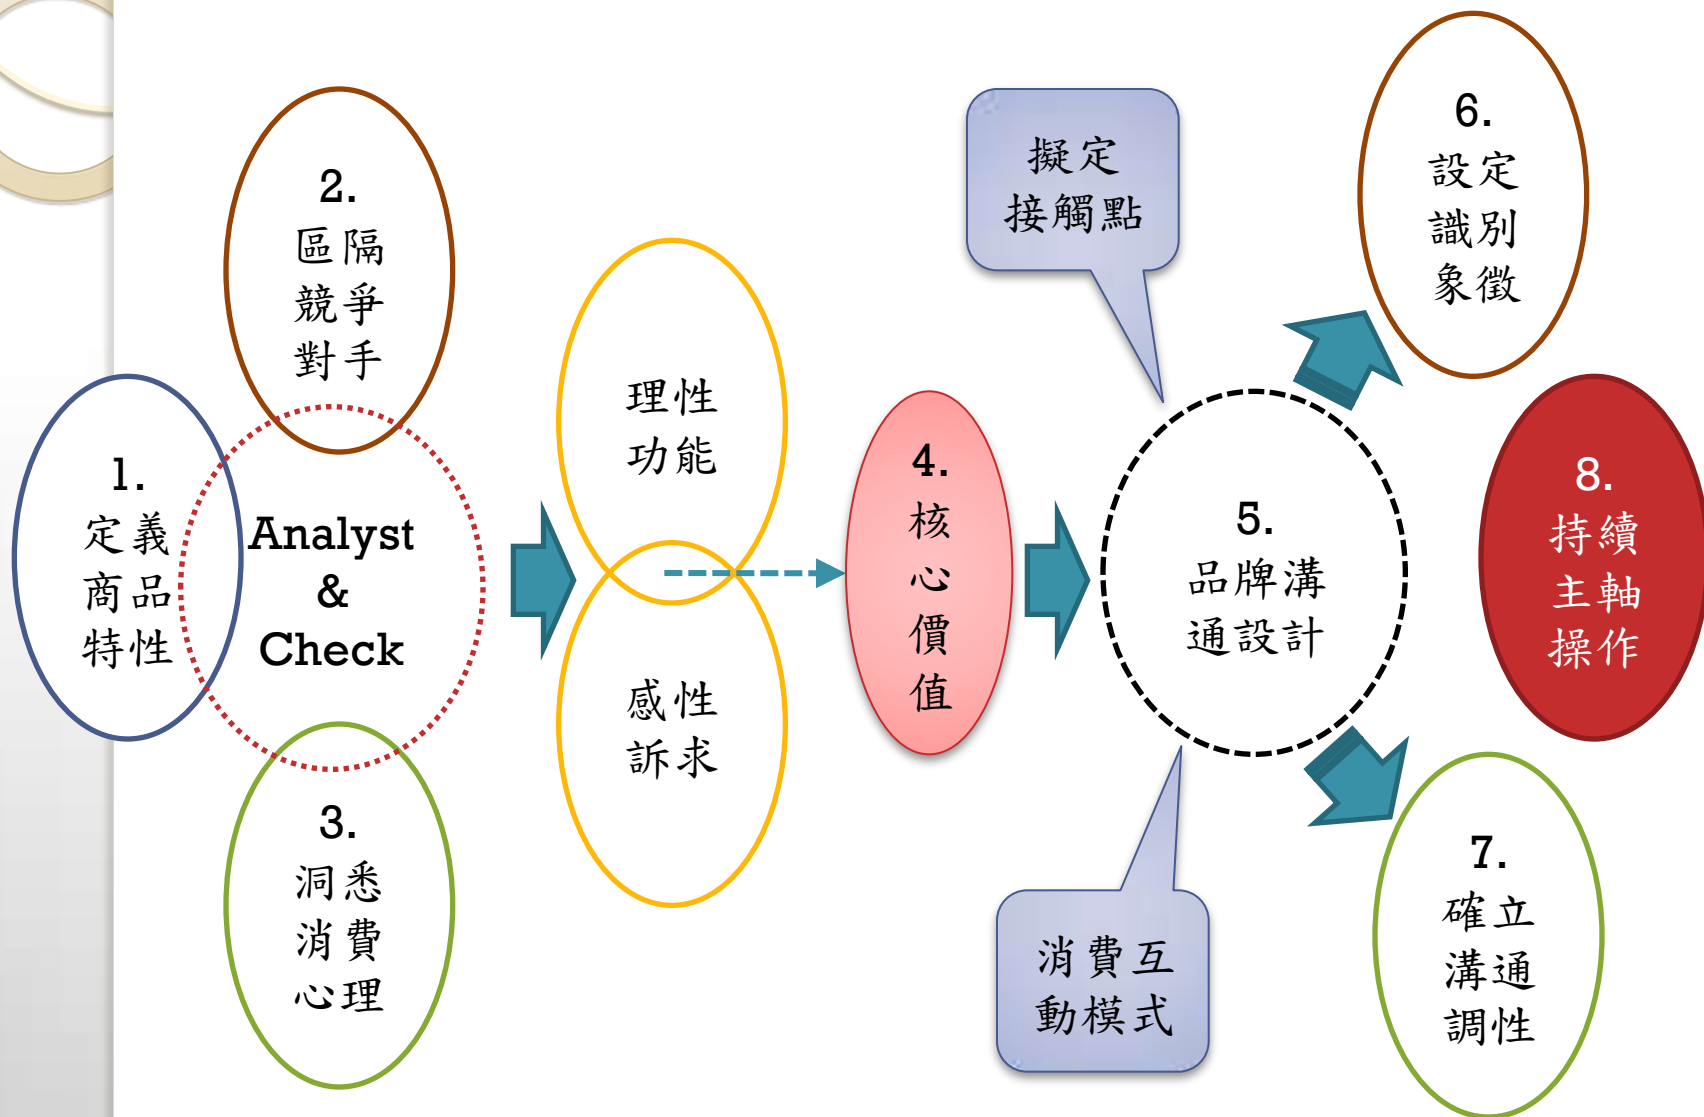 1.
定義
商品
特性
2.
區隔
競爭
對手
Analyst
&
Check
3.
洞悉
消費
心理
理性
功能
感性
訴求
4.
核
心
價
值
擬定
接觸點
5.
品牌溝
通設計
消費互
動模式
6.
設定
識別
象徵
7.
確立
溝通
調性
8.
持續
主軸
操作